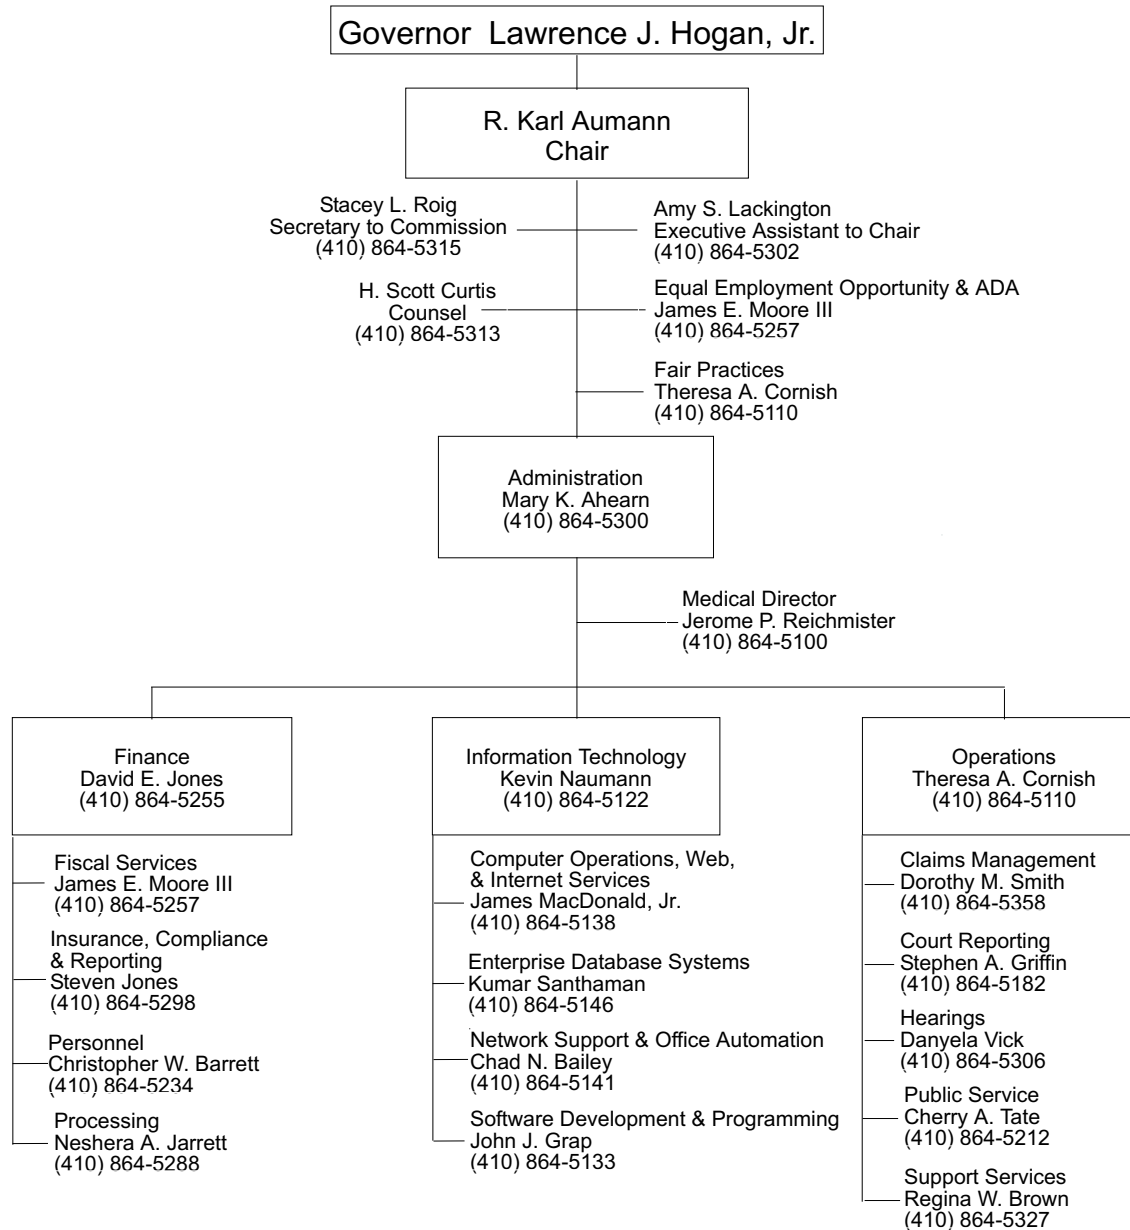 Governor Lawrence J. Hogan, Jr.
R. Karl Aumann
Chair
Stacey L. Roig
Secretary to Commission
(410) 864-5315
Amy S. Lackington
Executive Assistant to Chair
(410) 864-5302
H. Scott Curtis
Counsel
(410) 864-5313
Equal Employment Opportunity & ADA
James E. Moore III
(410) 864-5257
Fair Practices
Theresa A. Cornish
(410) 864-5110
Administration
Mary K. Ahearn
(410) 864-5300
Medical Director
Jerome P. Reichmister
(410) 864-5100
Finance
David E. Jones
(410) 864-5255
Fiscal Services
James E. Moore III
(410) 864-5257
Insurance, Compliance
& Reporting
Steven Jones
(410) 864-5298
Personnel
Christopher W. Barrett
(410) 864-5234
Processing
Neshera A. Jarrett
(410) 864-5288
Information Technology
Kevin Naumann
(410) 864-5122
Computer Operations, Web,
& Internet Services
James MacDonald, Jr.
(410) 864-5138
Enterprise Database Systems
Kumar Santhaman
(410) 864-5146
Network Support & Office Automation
Chad N. Bailey
(410) 864-5141
Software Development & Programming
John J. Grap
(410) 864-5133
Operations
Theresa A. Cornish
(410) 864-5110
Claims Management
Dorothy M. Smith
(410) 864-5358
Court Reporting
Stephen A. Griffin
(410) 864-5182
Hearings
Danyela Vick
(410) 864-5306
Public Service
Cherry A. Tate
(410) 864-5212
Support Services
Regina W. Brown
(410) 864-5327